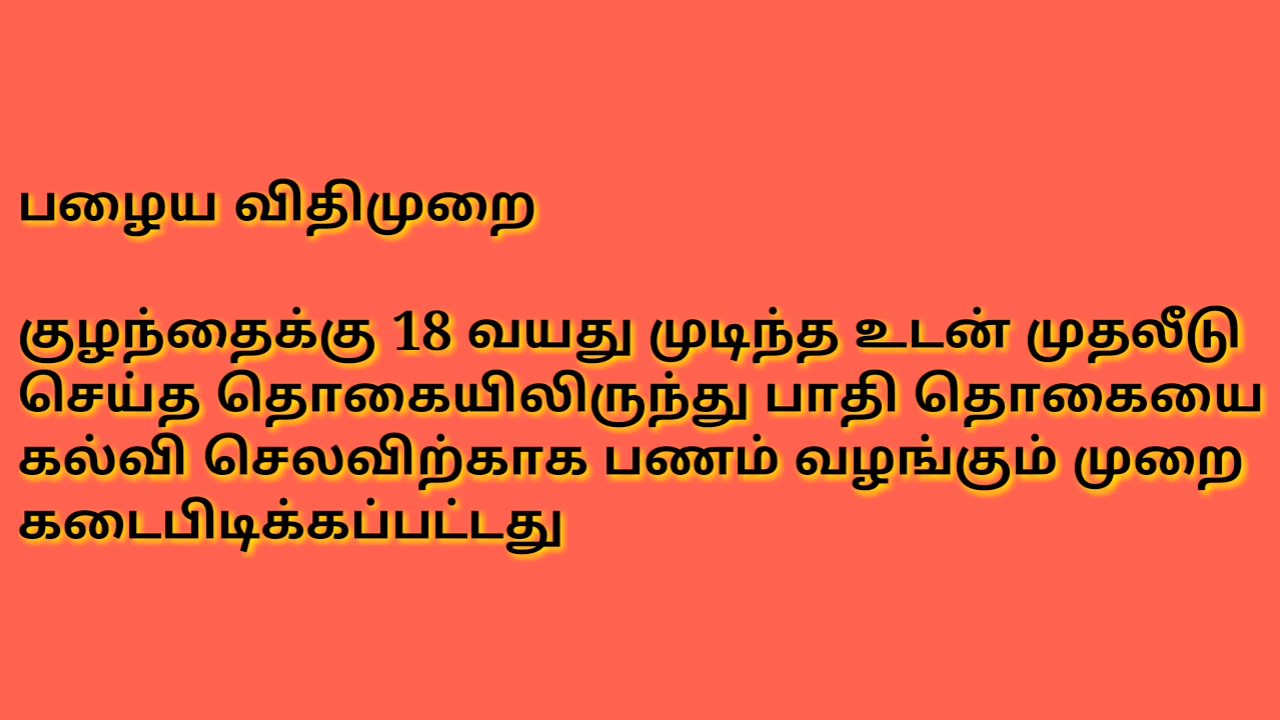 பழைய விதிமுறை
குழந்தைக்கு 18 வயது முடிந்த உடன் முதலீடு
செய்த தொகையிலிருந்து பாதி தொகையை
கல்வி செலவிற்காக பணம் வழங்கும் முறை
கடைபிடிக்கப்பட்டது